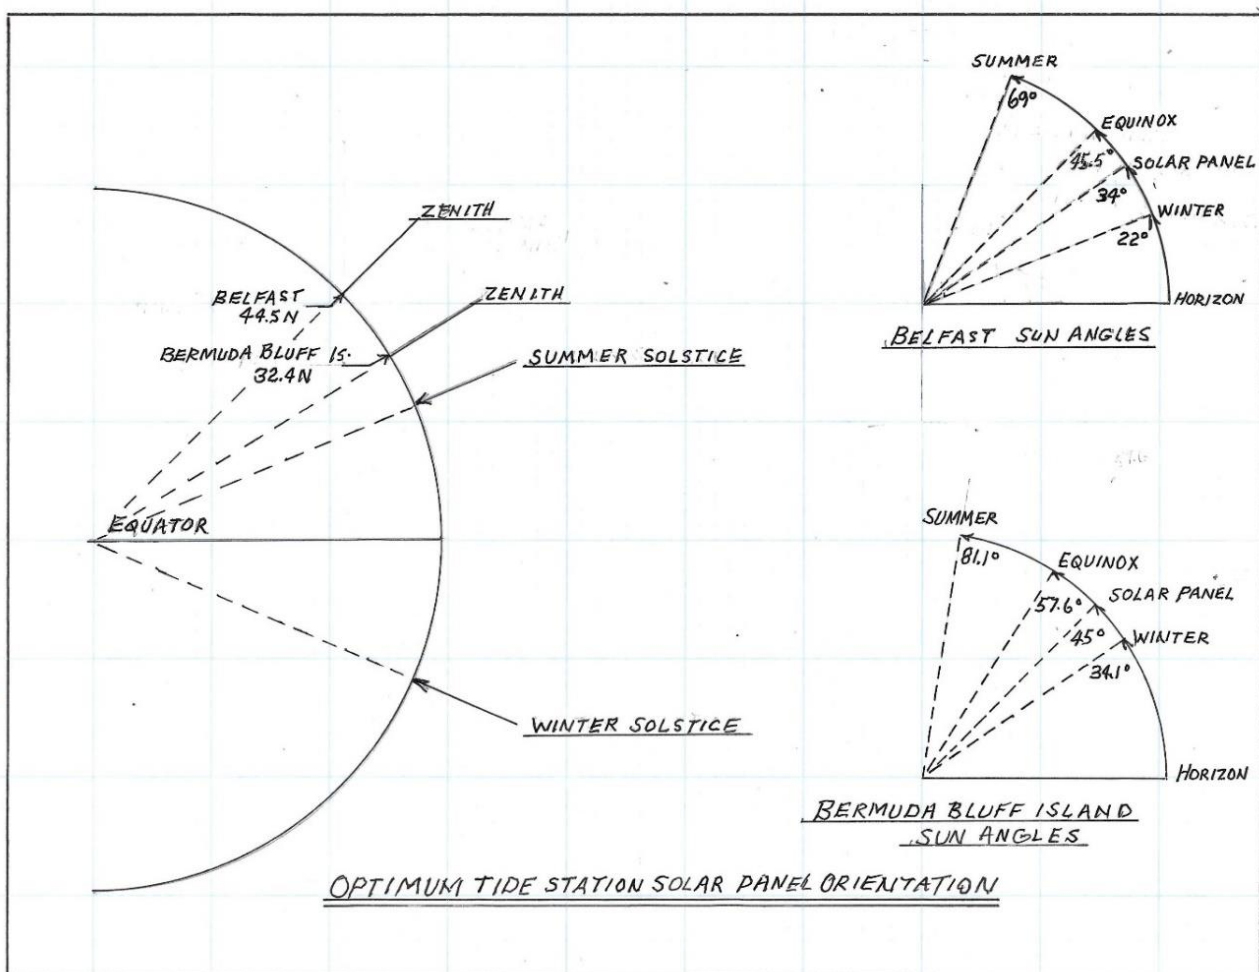 ZENITH
BELFAST
44.5N
ZENITH
BERMUDA BLUFF IS.
32.4N
SUMMER SOLSTICE
EQUATOR
WINTER SOLSTICE
SUMMER
69°
EQUINOX
45.5°
SOLAR PANEL
34°
WINTER
22°
HORIZON
BELFAST SUN ANGLES
SUMMER
81.1°
EQUINOX
57.6°
SOLAR PANEL
45°
WINTER
34.1°
HORIZON
BERMUDA BLUFF ISLAND
SUN ANGLES
OPTIMUM TIDE STATION SOLAR PANEL ORIENTATION